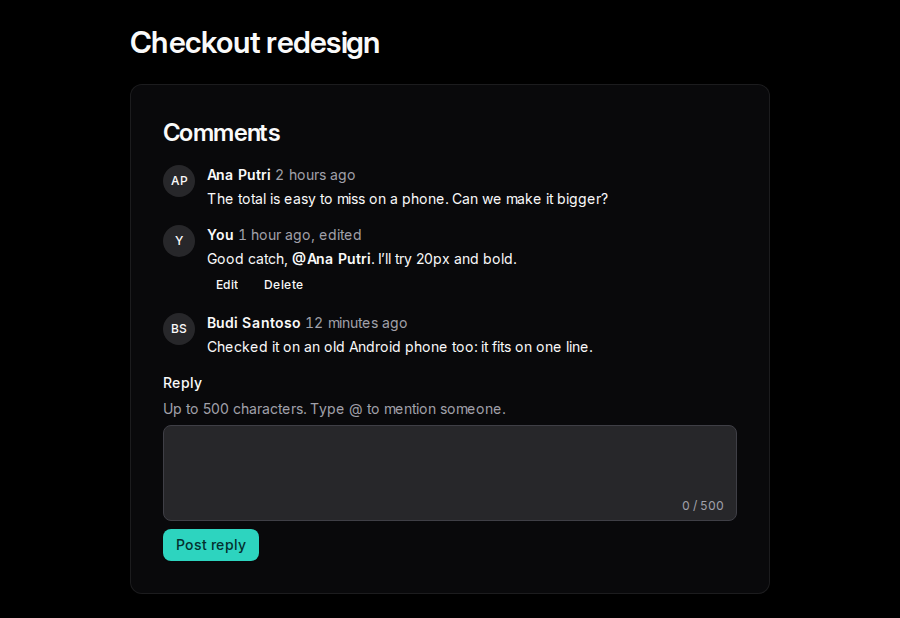 Checkout redesign
Comments
AP
Ana Putri 2 hours ago
The total is easy to miss on a phone. Can we make it bigger?
Y
You 1 hour ago, edited
Good catch, @Ana Putri. I’ll try 20px and bold.
Edit Delete
BS
Budi Santoso 12 minutes ago
Checked it on an old Android phone too: it fits on one line.
Reply
Up to 500 characters. Type @ to mention someone.
0 / 500
Post reply